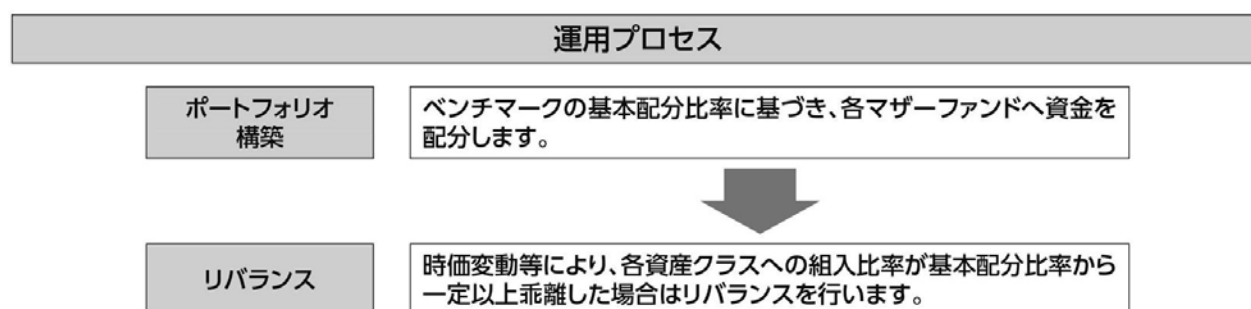 運用プロセス
ポートフォリオ
構築
ベンチマークの基本配分比率に基づき、各マザーファンドへ資金を
配分します。
リバランス
時価変動等により、各資産クラスへの組入比率が基本配分比率から
一定以上乖離した場合はリバランスを行います。